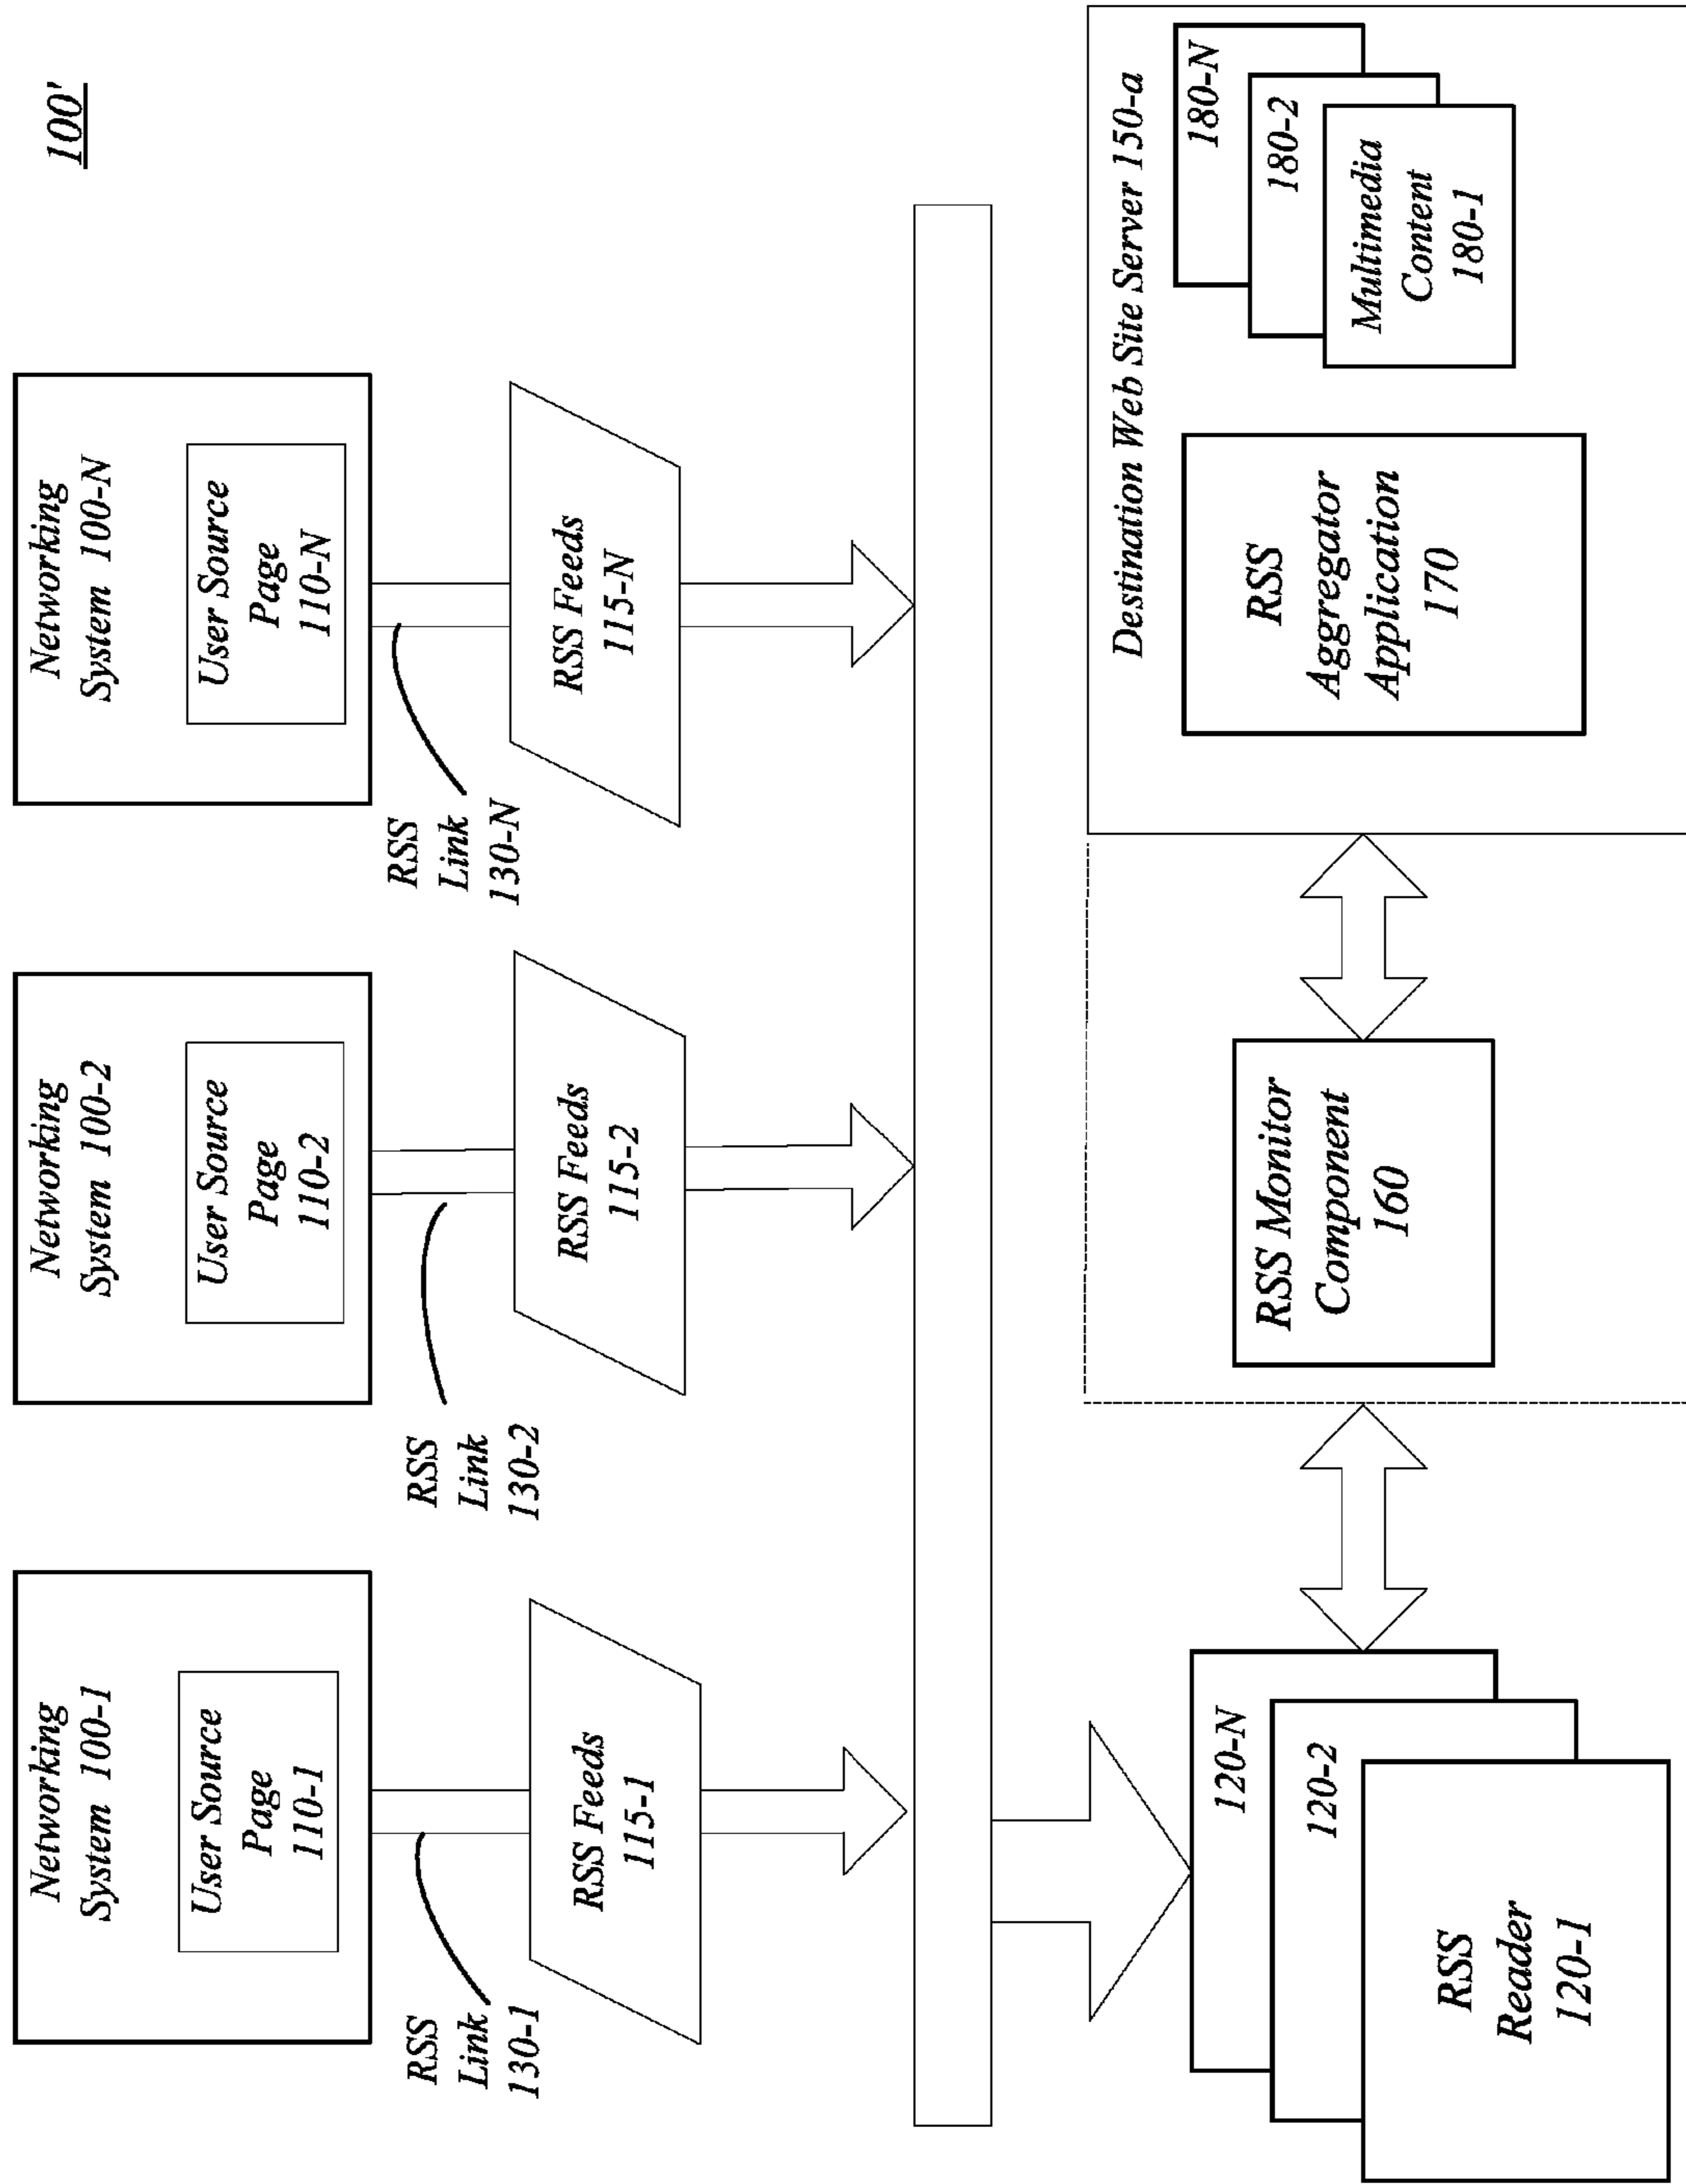 100'
Networking
System 100-1
User Source
Page
110-1
Networking
System 100-2
User Source
Page
110-2
Networking
System 100-N
User Source
Page
110-N
RSS
Link
130-1
RSS
Link
130-2
RSS
Link
130-N
RSS Feeds
115-1
RSS Feeds
115-2
RSS Feeds
115-N
120-N
120-2
RSS
Reader
120-1
RSS Monitor
Component
160
Destination Web Site Server 150-a
RSS
Aggregator
Application
170
180-N
180-2
Multimedia
Content
180-1